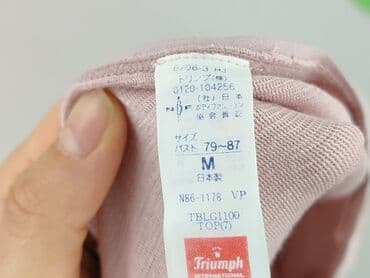 トリンプ(株)
0120-104256
(社)日本
NBF ボディファッション
協会員記
サイズ
バスト 79~87
M
日本製
N86-1178 VP
TBLG1100
TOP(7)
Triumph
INTERNATIONAL